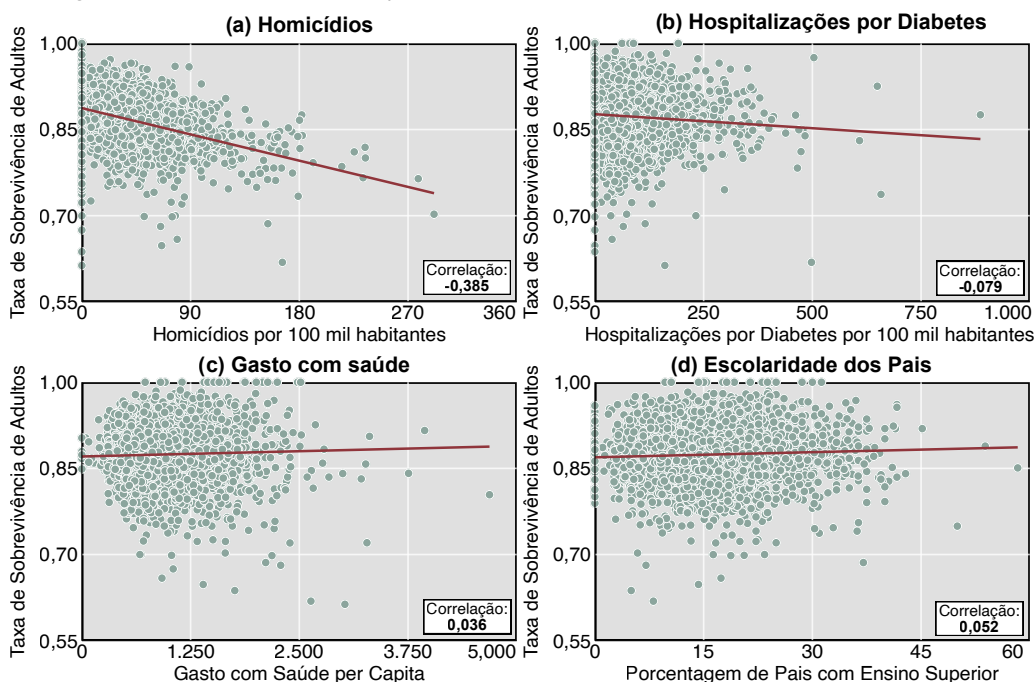 (a) Homicídios
Taxa de Sobrevivência de Adultos
1,00
0,85
0,70
0,55
0
90
180
270
360
Correlação:
-0,385
Homicídios por 100 mil habitantes
(b) Hospitalizações por Diabetes
Taxa de Sobrevivência de Adultos
1,00
0,85
0,70
0,55
0
250
500
750
1.000
Correlação:
-0,079
Hospitalizações por Diabetes por 100 mil habitantes
(c) Gasto com saúde
Taxa de Sobrevivência de Adultos
1,00
0,85
0,70
0,55
0
1.250
2.500
3.750
5,000
Correlação:
0,036
Gasto com Saúde per Capita
(d) Escolaridade dos Pais
Taxa de Sobrevivência de Adultos
1,00
0,85
0,70
0,55
0
15
30
45
60
Correlação:
0,052
Porcentagem de Pais com Ensino Superior